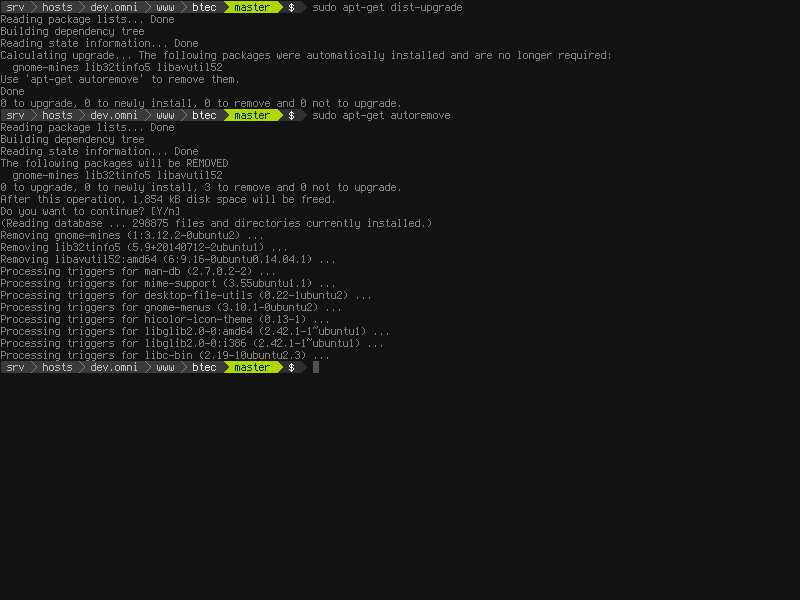 srv hosts dev.omni www btec master $ sudo apt-get dist-upgrade
Reading package lists... Done
Building dependency tree
Reading state information... Done
Calculating upgrade... The following packages were automatically installed and are no longer required:
  gnome-mines lib32tinfo5 libavutil52
Use 'apt-get autoremove' to remove them.
Done
0 to upgrade, 0 to newly install, 0 to remove and 0 not to upgrade.
srv hosts dev.omni www btec master $ sudo apt-get autoremove
Reading package lists... Done
Building dependency tree
Reading state information... Done
The following packages will be REMOVED
  gnome-mines lib32tinfo5 libavutil52
0 to upgrade, 0 to newly install, 3 to remove and 0 not to upgrade.
After this operation, 1,854 kB disk space will be freed.
Do you want to continue? [Y/n]
(Reading database ... 298875 files and directories currently installed.)
Removing gnome-mines (1:3.12.2-0ubuntu2) ...
Removing lib32tinfo5 (5.9+20140712-2ubuntu1) ...
Removing libavutil52:amd64 (6:9.16-0ubuntu0.14.04.1) ...
Processing triggers for man-db (2.7.0.2-2) ...
Processing triggers for mime-support (3.55ubuntu1.1) ...
Processing triggers for desktop-file-utils (0.22-1ubuntu2) ...
Processing triggers for gnome-menus (3.10.1-0ubuntu2) ...
Processing triggers for hicolor-icon-theme (0.13-1) ...
Processing triggers for libglib2.0-0:amd64 (2.42.1-1~ubuntu1) ...
Processing triggers for libglib2.0-0:i386 (2.42.1-1~ubuntu1) ...
Processing triggers for libc-bin (2.19-10ubuntu2.3) ...
srv hosts dev.omni www btec master $